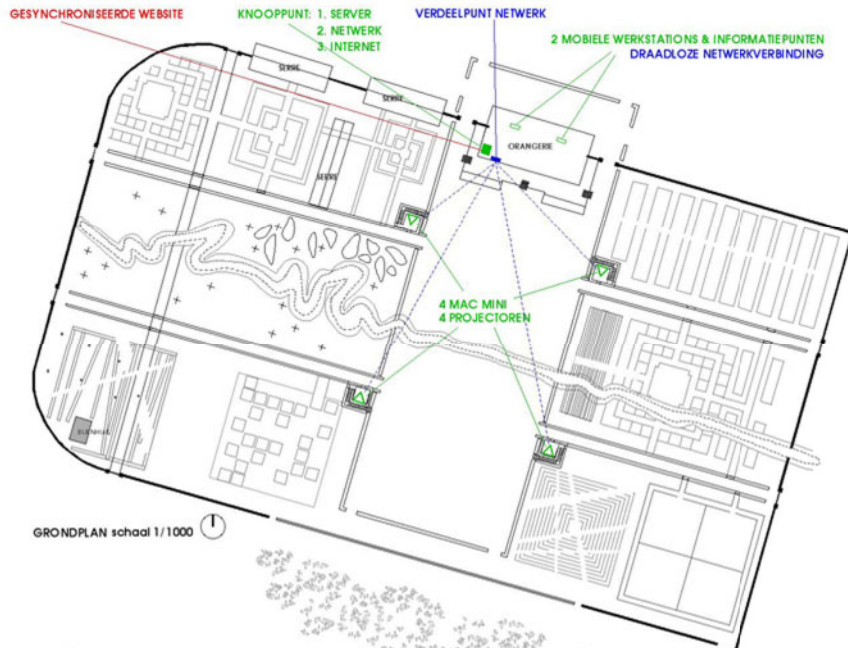 GESYNCHRONISEERDE WEBSITE
KNOOPPUNT: 1. SERVER
2. NETWERK
3. INTERNET
VERDEELPUNT NETWERK
2 MOBIELE WERKSTATIONS & INFORMATIEPUNTEN
DRAADLOZE NETWERKVERBINDING
SERRE
SERRE
SERRE
ORANGERIE
4 MAC MINI
4 PROJECTOREN
GRONDPLAN schaal 1/1000